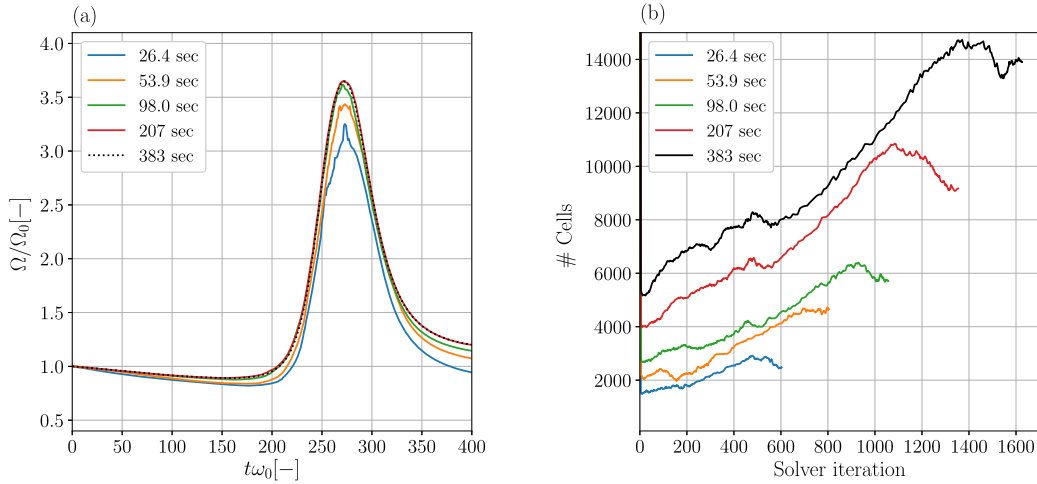 (a)
4.0
3.5
3.0
2.5
2.0
1.5
1.0
0.5
Ω/Ω₀[−]
26.4 sec
53.9 sec
98.0 sec
207 sec
383 sec
0
50
100
150
200
250
300
350
400
tω₀[−]
(b)
14000
12000
10000
8000
6000
4000
2000
# Cells
26.4 sec
53.9 sec
98.0 sec
207 sec
383 sec
0
200
400
600
800
1000
1200
1400
1600
Solver iteration